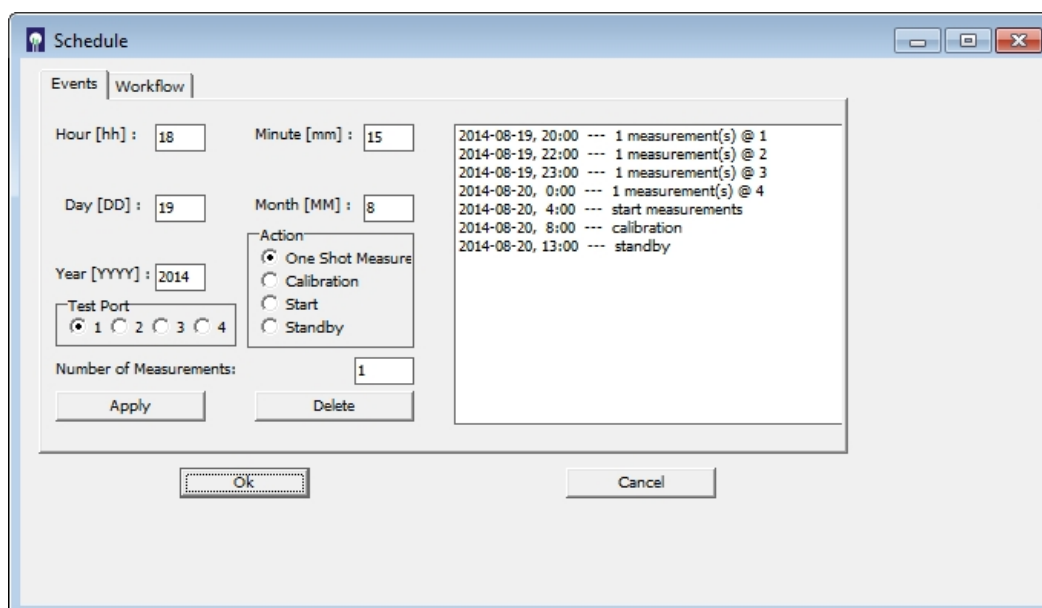 Schedule
Events Workflow
Hour [hh] : 18 Minute [mm] : 15
Day [DD] : 19 Month [MM] : 8
Year [YYYY] : 2014
Test Port
1 2 3 4
Action
One Shot Measure
Calibration
Start
Standby
Number of Measurements: 1
Apply Delete
2014-08-19, 20:00 --- 1 measurement(s) @ 1
2014-08-19, 22:00 --- 1 measurement(s) @ 2
2014-08-19, 23:00 --- 1 measurement(s) @ 3
2014-08-20, 0:00 --- 1 measurement(s) @ 4
2014-08-20, 4:00 --- start measurements
2014-08-20, 8:00 --- calibration
2014-08-20, 13:00 --- standby
Ok Cancel